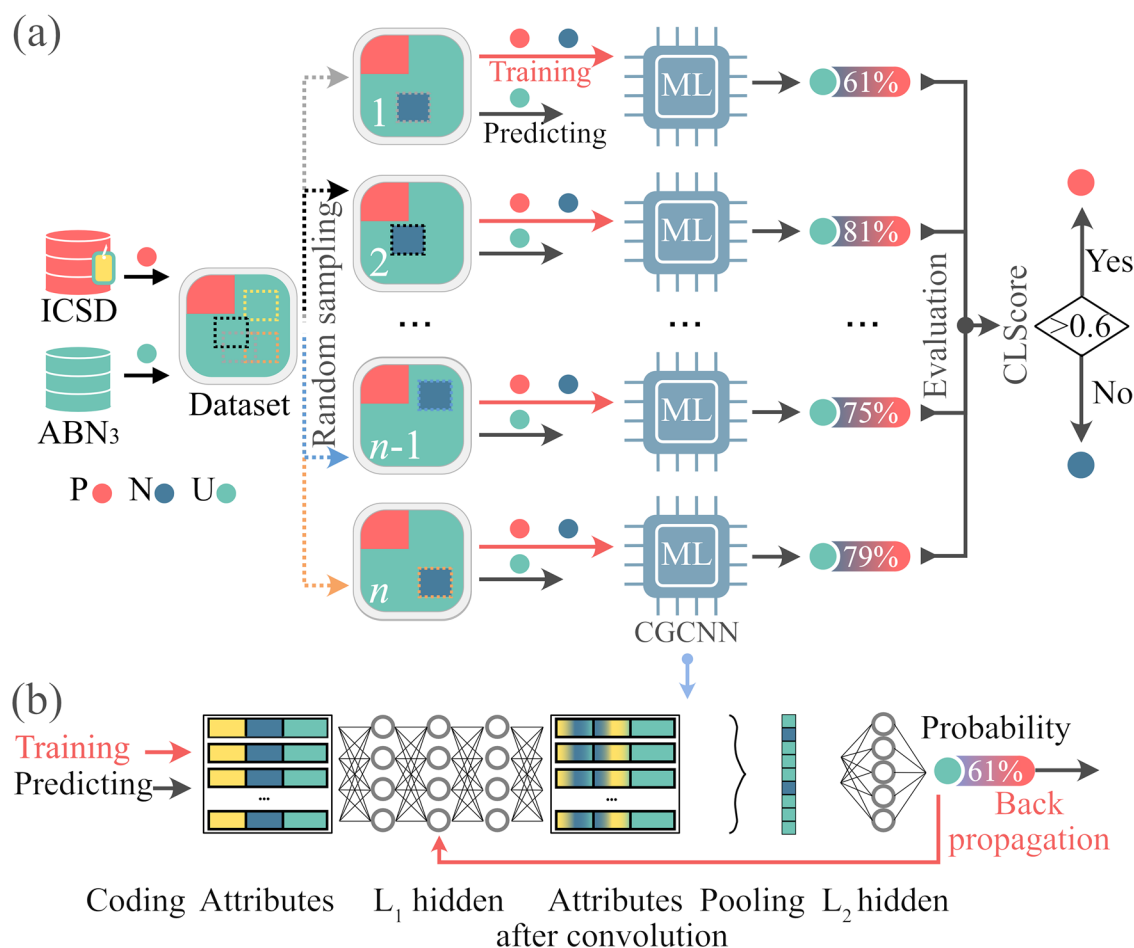 (a)
1
Training
Predicting
ML
61%
2
ML
81%
Random sampling
ICSD
Dataset
ABN3
P N U
...
...
...
n-1
ML
75%
n
ML
79%
CGCNN
Evaluation
CLScore
>0.6
Yes
No
(b)
Training
Predicting
...
...
Probability
61%
Back
propagation
Coding Attributes L1 hidden Attributes Pooling L2 hidden
after convolution